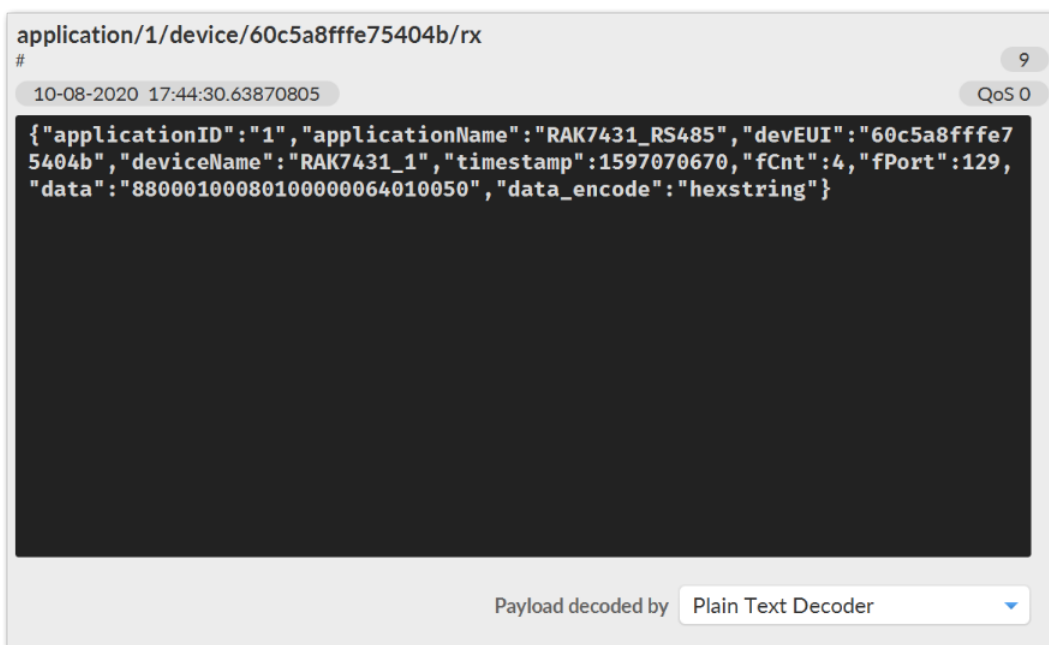 application/1/device/60c5a8fffe75404b/rx
#
9
10-08-2020 17:44:30.63870805
QoS 0
{"applicationID":"1","applicationName":"RAK7431_RS485","devEUI":"60c5a8fffe7
5404b","deviceName":"RAK7431_1","timestamp":1597070670,"fCnt":4,"fPort":129,
"data":"88000100080100000064010050","data_encode":"hexstring"}
Payload decoded by
Plain Text Decoder